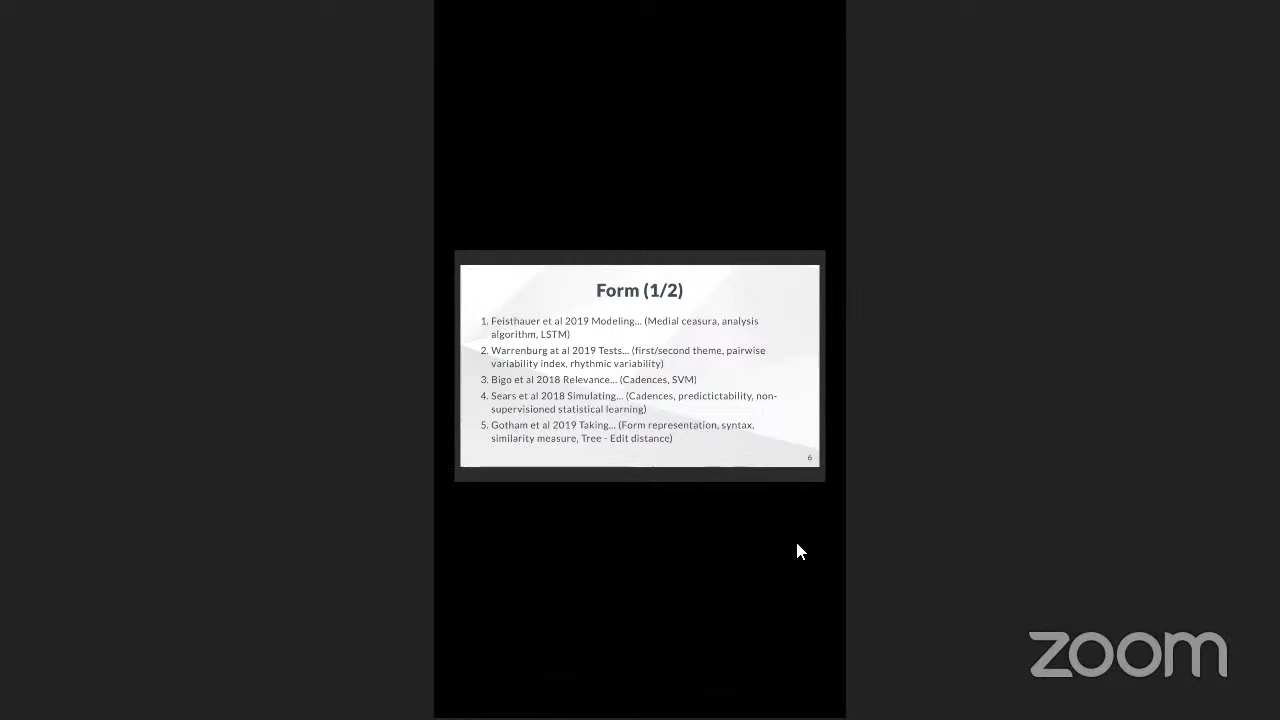 Form (1/2)
1. Feisthauer et al 2019 Modeling... (Medial ceasura, analysis
algorithm, LSTM)
2. Warrenburg at al 2019 Tests... (first/second theme, pairwise
variability index, rhythmic variability)
3. Bigo et al 2018 Relevance... (Cadences, SVM)
4. Sears et al 2018 Simulating... (Cadences, predictictability, non-
supervisioned statistical learning)
5. Gotham et al 2019 Taking... (Form representation, syntax,
similarity measure, Tree - Edit distance)
6
zoom